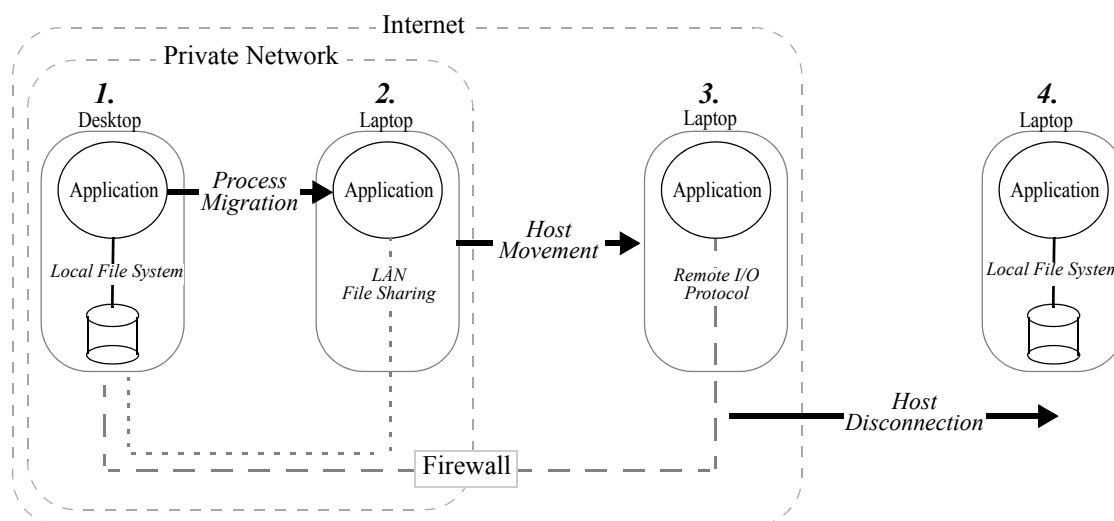 Internet
Private Network
1.
Desktop
Application
Local File System
Process
Migration
2.
Laptop
Application
LAN
File Sharing
Host
Movement
3.
Laptop
Application
Remote I/O
Protocol
4.
Laptop
Application
Local File System
Host
Disconnection
Firewall